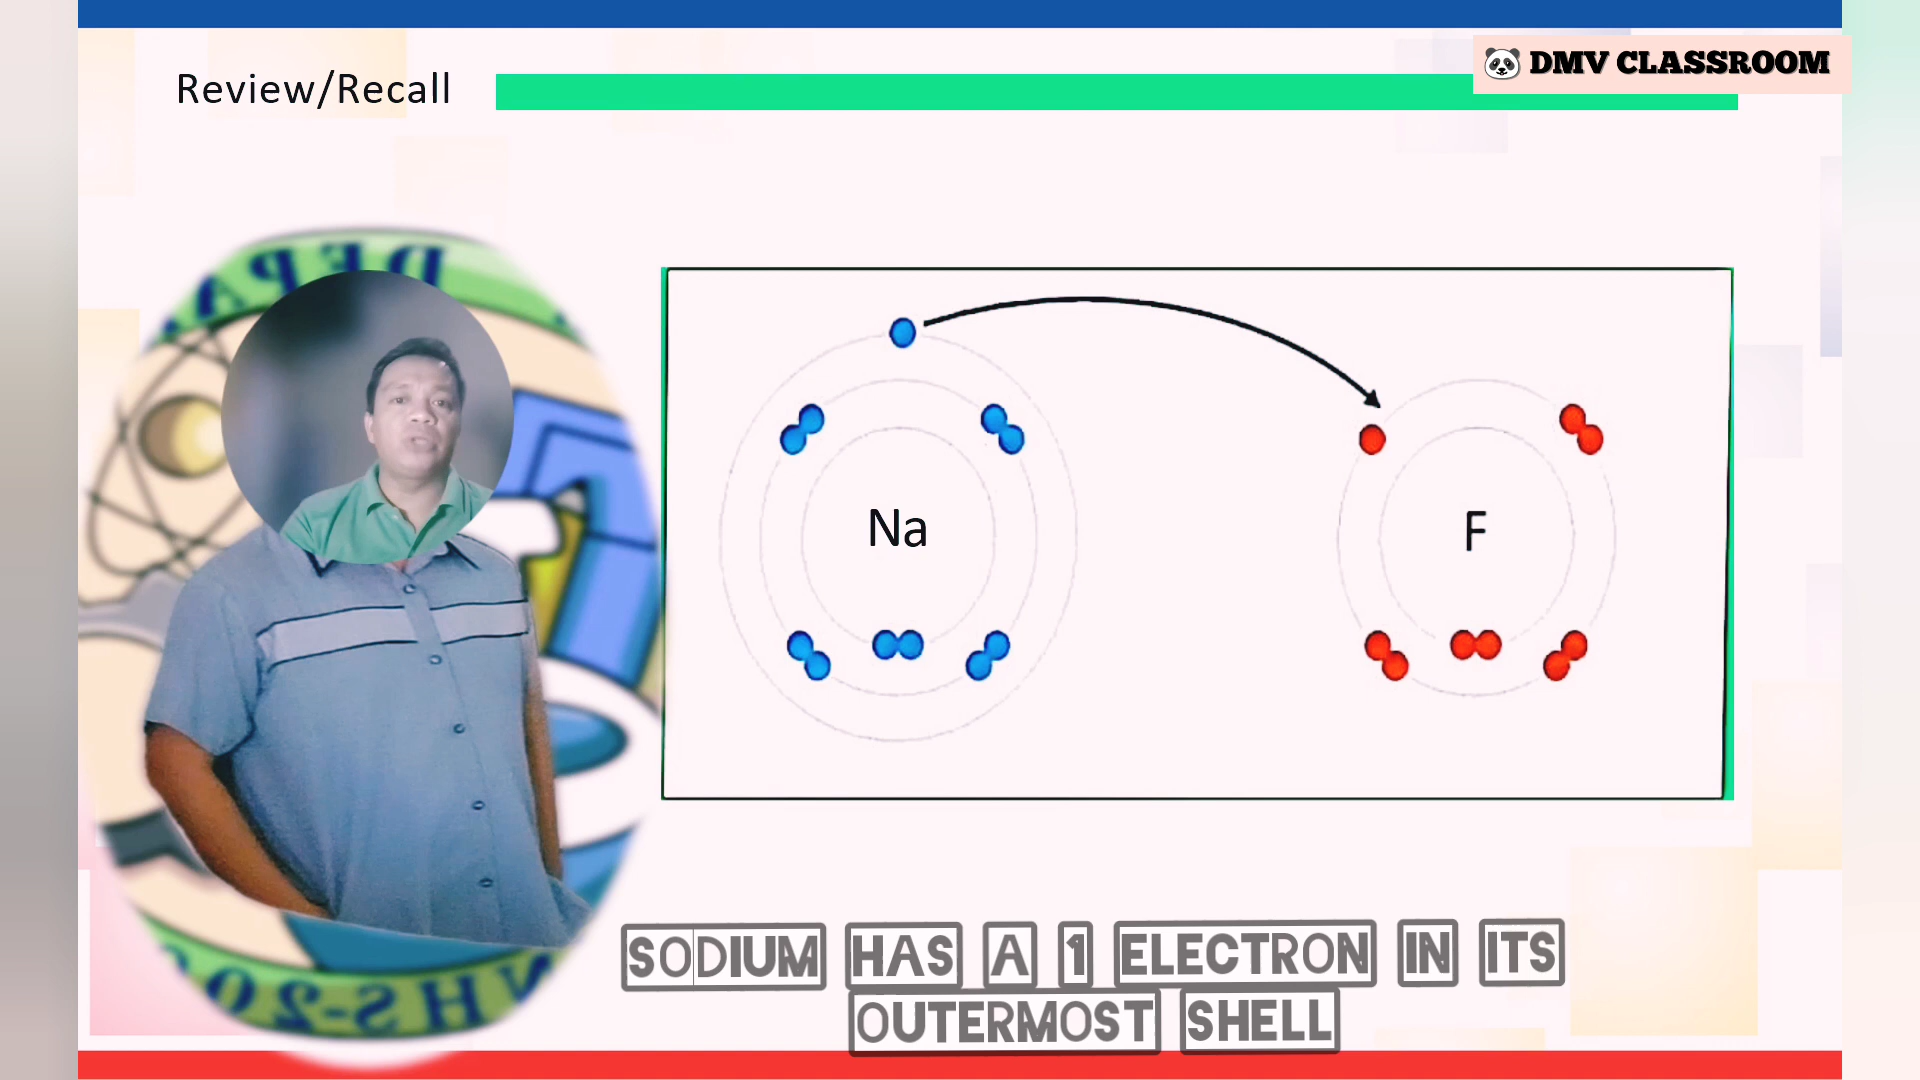 Review/Recall
DMV CLASSROOM
Na
F
SODIUM HAS A 1 ELECTRON IN ITS
OUTERMOST SHELL